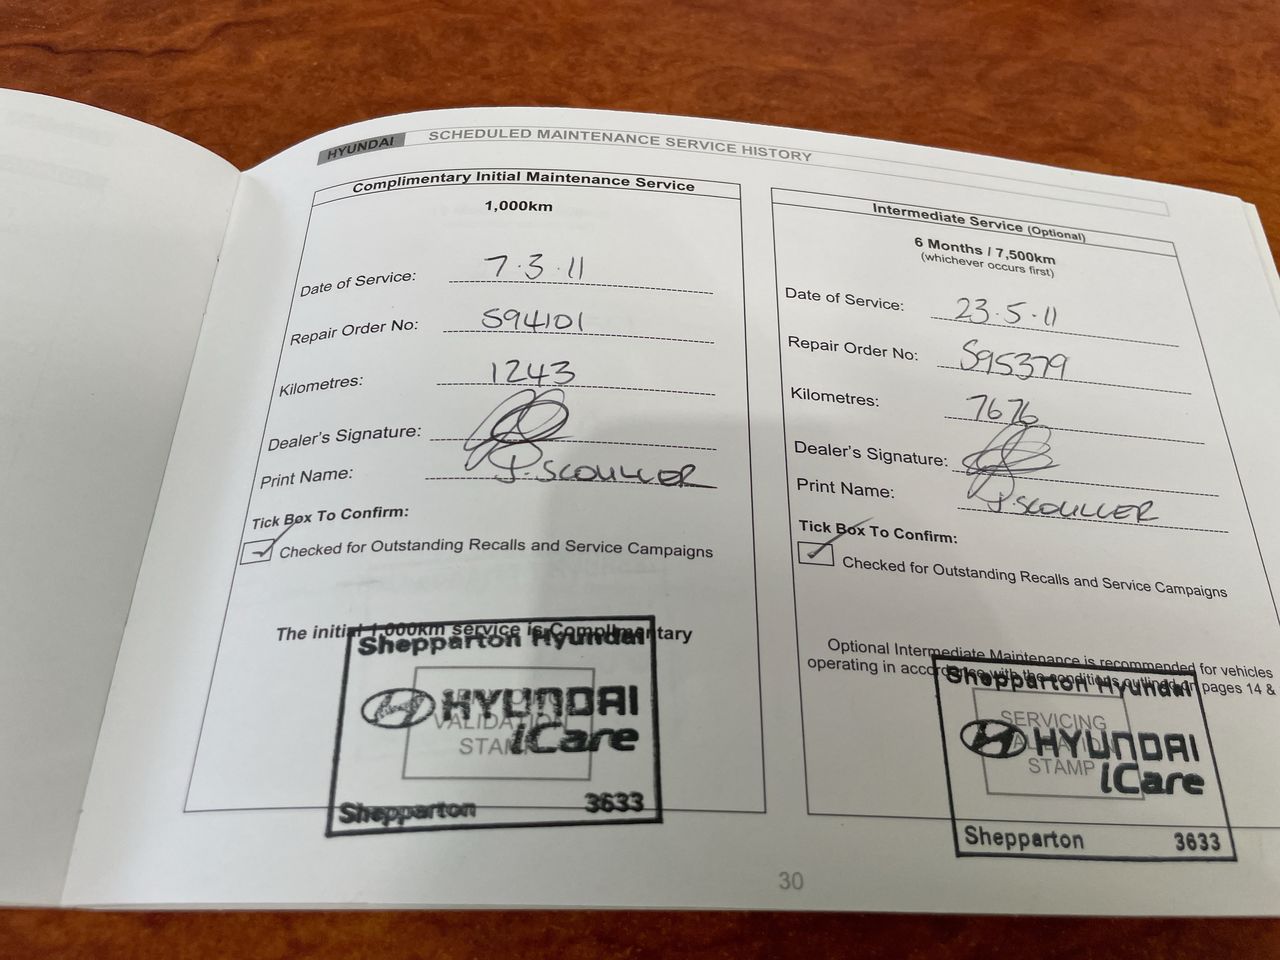 HYUNDAI SCHEDULED MAINTENANCE SERVICE HISTORY
Complimentary Initial Maintenance Service
1,000km
Date of Service: 7.3.11
Repair Order No: S94101
Kilometres: 1243
Dealer's Signature:
Print Name: J. SCOULLER
Tick Box To Confirm:
Checked for Outstanding Recalls and Service Campaigns
The initial 1,000km service is Complimentary
Shepparton Hyundai
HYUNDAI
VALIDATION
iCare
STAMP
Shepparton 3633
Intermediate Service (Optional)
6 Months / 7,500km
(whichever occurs first)
Date of Service: 23.5.11
Repair Order No: S95379
Kilometres: 7676
Dealer's Signature:
Print Name: J. SCOULLER
Tick Box To Confirm:
Checked for Outstanding Recalls and Service Campaigns
Optional Intermediate Maintenance is recommended for vehicles
operating in accordance with the conditions outlined on pages 14 &
Shepparton Hyundai
SERVICING
HYUNDAI
VALIDATION
iCare
STAMP
Shepparton 3633
30